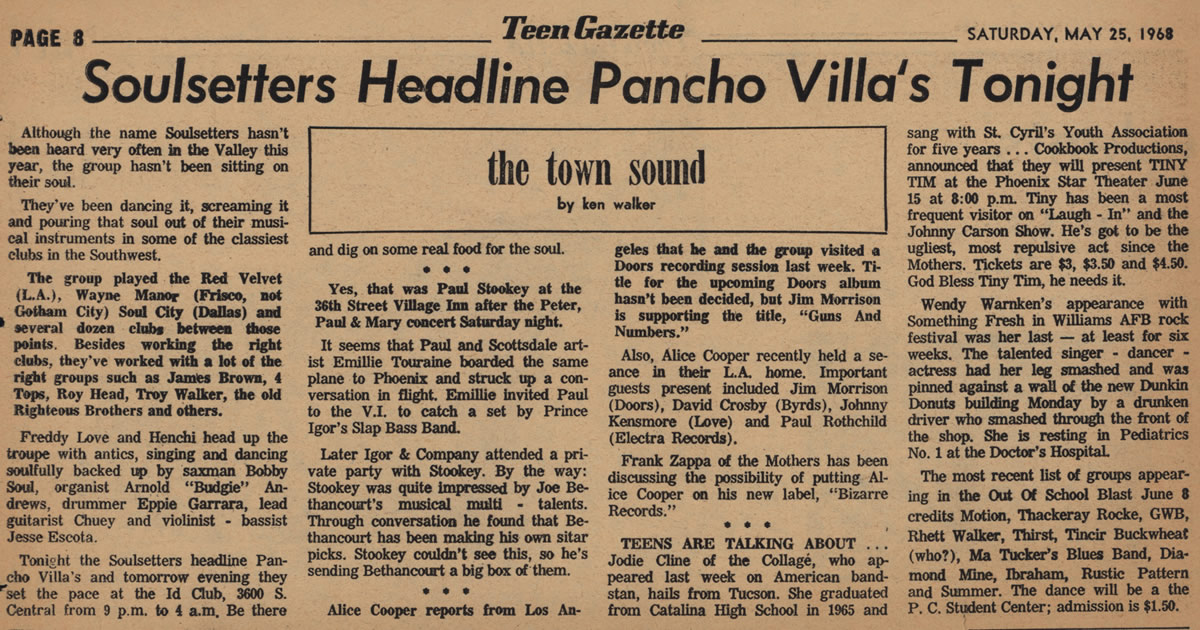 PAGE 8
Teen Gazette
SATURDAY, MAY 25, 1968
Soulsetters Headline Pancho Villa's Tonight
Although the name Soulsetters hasn't
been heard very often in the Valley this
year, the group hasn't been sitting on
their soul.
They've been dancing it, screaming it
and pouring that soul out of their musi-
cal instruments in some of the classiest
clubs in the Southwest.
The group played the Red Velvet
(L.A.), Wayne Manor (Frisco, not
Gotham City) Soul City (Dallas) and
several dozen clubs between those
points. Besides working the right
clubs, they've worked with a lot of the
right groups such as James Brown, 4
Tops, Roy Head, Troy Walker, the old
Righteous Brothers and others.
Freddy Love and Henchi head up the
troupe with antics, singing and dancing
soulfully backed up by saxman Bobby
Soul, organist Arnold "Budgie" An-
drews, drummer Eppie Garrara, lead
guitarist Chuey and violinist - bassist
Jesse Escota.
Tonight the Soulsetters headline Pan-
cho Villa's and tomorrow evening they
set the pace at the Id Club, 3600 S.
Central from 9 p.m. to 4 a.m. Be there
the town sound
by ken walker
and dig on some real food for the soul.
* * *
Yes, that was Paul Stookey at the
36th Street Village Inn after the Peter,
Paul & Mary concert Saturday night.
It seems that Paul and Scottsdale art-
ist Emillie Touraine boarded the same
plane to Phoenix and struck up a con-
versation in flight. Emillie invited Paul
to the V.I. to catch a set by Prince
Igor's Slap Bass Band.
Later Igor & Company attended a pri-
vate party with Stookey. By the way:
Stookey was quite impressed by Joe Be-
thancourt's musical multi - talents.
Through conversation he found that Be-
thancourt has been making his own sitar
picks. Stookey couldn't see this, so he's
sending Bethancourt a big box of them.
* * *
Alice Cooper reports from Los An-
geles that he and the group visited a
Doors recording session last week. Ti-
tle for the upcoming Doors album
hasn't been decided, but Jim Morrison
is supporting the title, "Guns And
Numbers."
Also, Alice Cooper recently held a se-
ance in their L.A. home. Important
guests present included Jim Morrison
(Doors), David Crosby (Byrds), Johnny
Kensmore (Love) and Paul Rothchild
(Electra Records).
Frank Zappa of the Mothers has been
discussing the possibility of putting Al-
ice Cooper on his new label, "Bizarre
Records."
* * *
TEENS ARE TALKING ABOUT ...
Jodie Cline of the Collagé, who ap-
peared last week on American band-
stan, hails from Tucson. She graduated
from Catalina High School in 1965 and
sang with St. Cyril's Youth Association
for five years ... Cookbook Productions,
announced that they will present TINY
TIM at the Phoenix Star Theater June
15 at 8:00 p.m. Tiny has been a most
frequent visitor on "Laugh - In" and the
Johnny Carson Show. He's got to be the
ugliest, most repulsive act since the
Mothers. Tickets are $3, $3.50 and $4.50.
God Bless Tiny Tim, he needs it.
Wendy Warnken's appearance with
Something Fresh in Williams AFB rock
festival was her last — at least for six
weeks. The talented singer - dancer -
actress had her leg smashed and was
pinned against a wall of the new Dunkin
Donuts building Monday by a drunken
driver who smashed through the front of
the shop. She is resting in Pediatrics
No. 1 at the Doctor's Hospital.
The most recent list of groups appear-
ing in the Out Of School Blast June 8
credits Motion, Thackeray Rocke, GWB,
Rhett Walker, Thirst, Tincir Buckwheat
(who?), Ma Tucker's Blues Band, Dia-
mond Mine, Ibraham, Rustic Pattern
and Summer. The dance will be a the
P. C. Student Center; admission is $1.50.